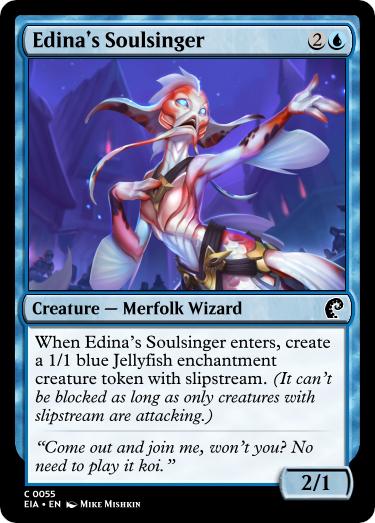 Edina's Soulsinger 2
Creature — Merfolk Wizard
When Edina's Soulsinger enters, create
a 1/1 blue Jellyfish enchantment
creature token with slipstream. (It can't
be blocked as long as only creatures with
slipstream are attacking.)
“Come out and join me, won't you? No
need to play it koi.”
2/1
C 0055
EIA • EN Mike Mishkin